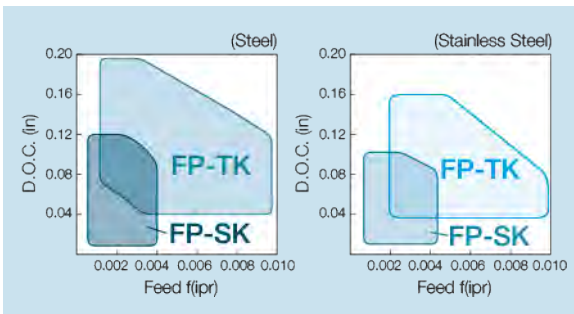 (Steel)
0.20
0.16
0.12
0.08
0.04
D.O.C. (in)
FP-TK
FP-SK
0.002 0.004 0.006 0.008 0.010
Feed f(ipr)
(Stainless Steel)
0.20
0.16
0.12
0.08
0.04
D.O.C. (in)
FP-TK
FP-SK
0.002 0.004 0.006 0.008 0.010
Feed f(ipr)